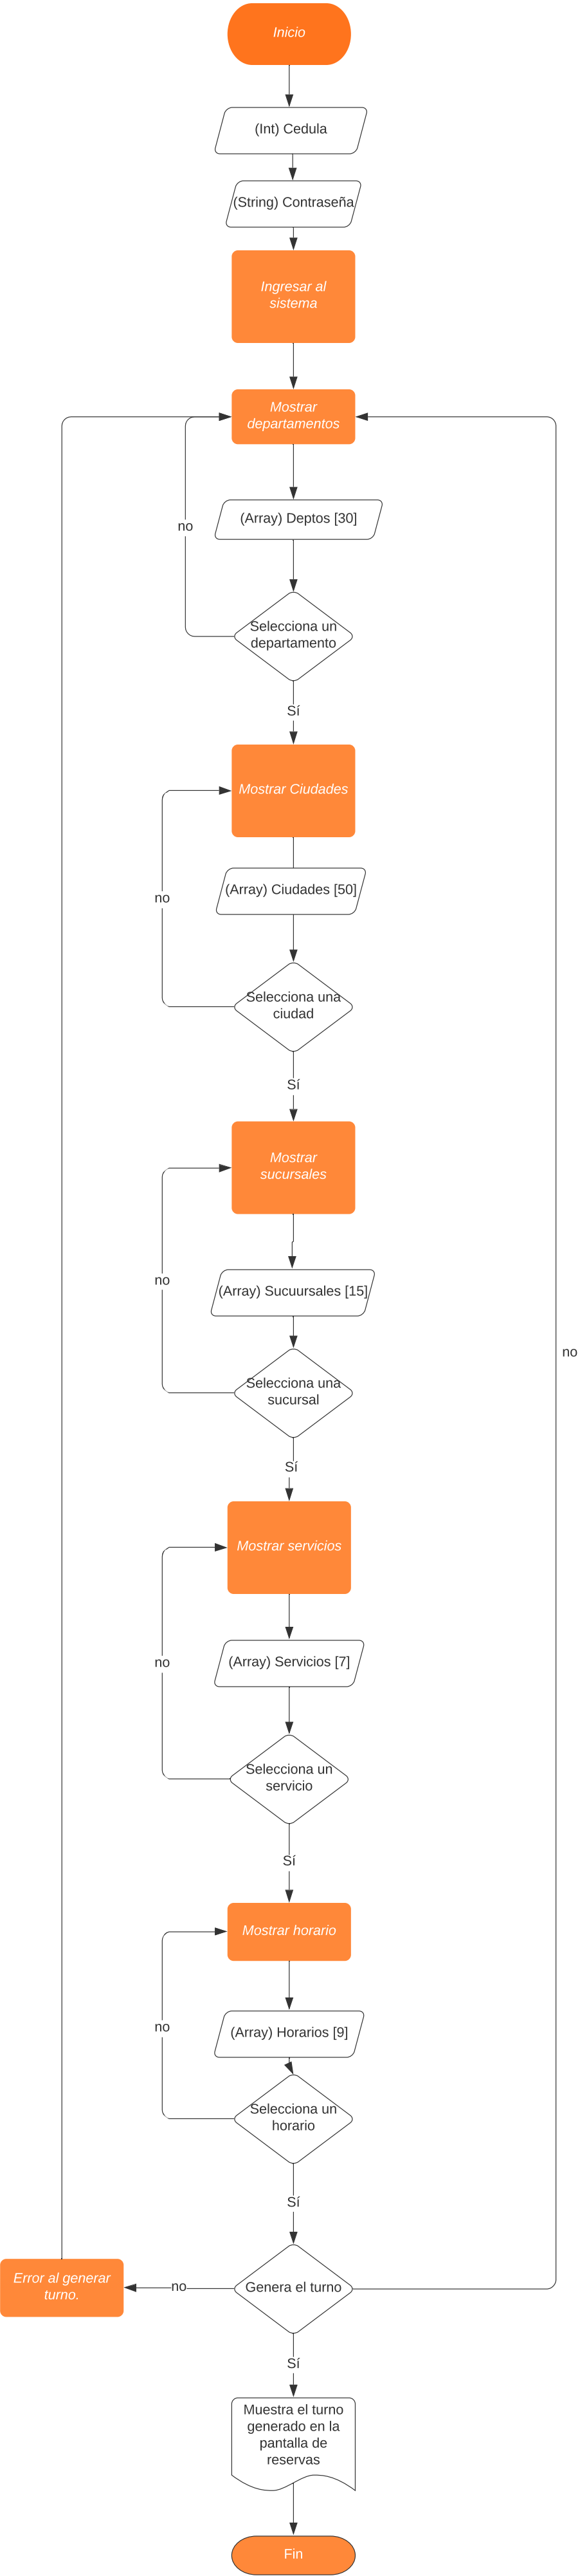 Inicio
(Int) Cedula
(String) Contraseña
Ingresar al
sistema
Mostrar
departamentos
(Array) Deptos [30]
no
Selecciona un
departamento
Sí
Mostrar Ciudades
(Array) Ciudades [50]
no
Selecciona una
ciudad
Sí
Mostrar
sucursales
no
(Array) Sucuursales [15]
no
Selecciona una
sucursal
Sí
Mostrar servicios
(Array) Servicios [7]
no
Selecciona un
servicio
Sí
Mostrar horario
no
(Array) Horarios [9]
Selecciona un
horario
Sí
Error al generar
turno.
no
Genera el turno
Sí
Muestra el turno
generado en la
pantalla de
reservas
Fin